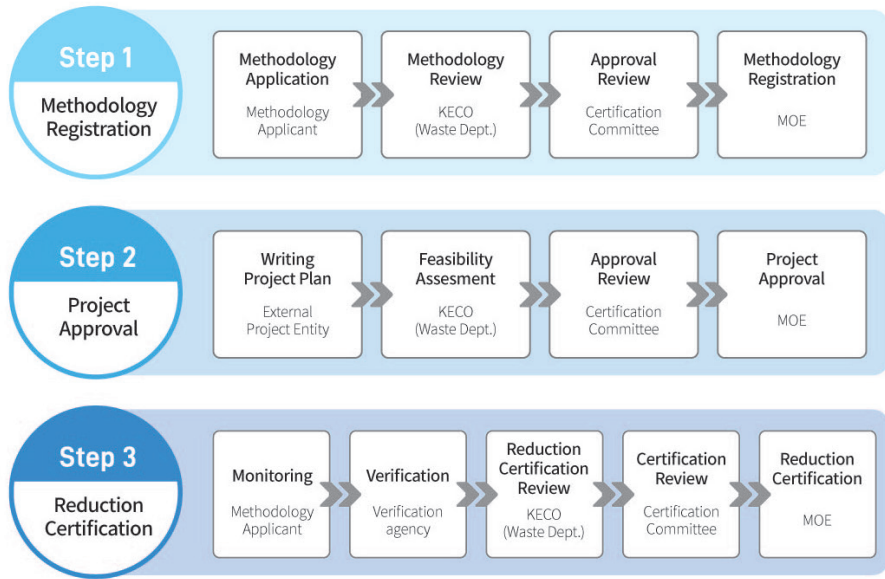 Step 1
Methodology
Registration
Methodology
Application
Methodology
Applicant
Methodology
Review
KECO
(Waste Dept.)
Approval
Review
Certification
Committee
Methodology
Registration
MOE
Step 2
Project
Approval
Writing
Project Plan
External
Project Entity
Feasibility
Assesment
KECO
(Waste Dept.)
Approval
Review
Certification
Committee
Project
Approval
MOE
Step 3
Reduction
Certification
Monitoring
Methodology
Applicant
Verification
Verification
agency
Reduction
Certification
Review
KECO
(Waste Dept.)
Certification
Review
Certification
Committee
Reduction
Certification
MOE